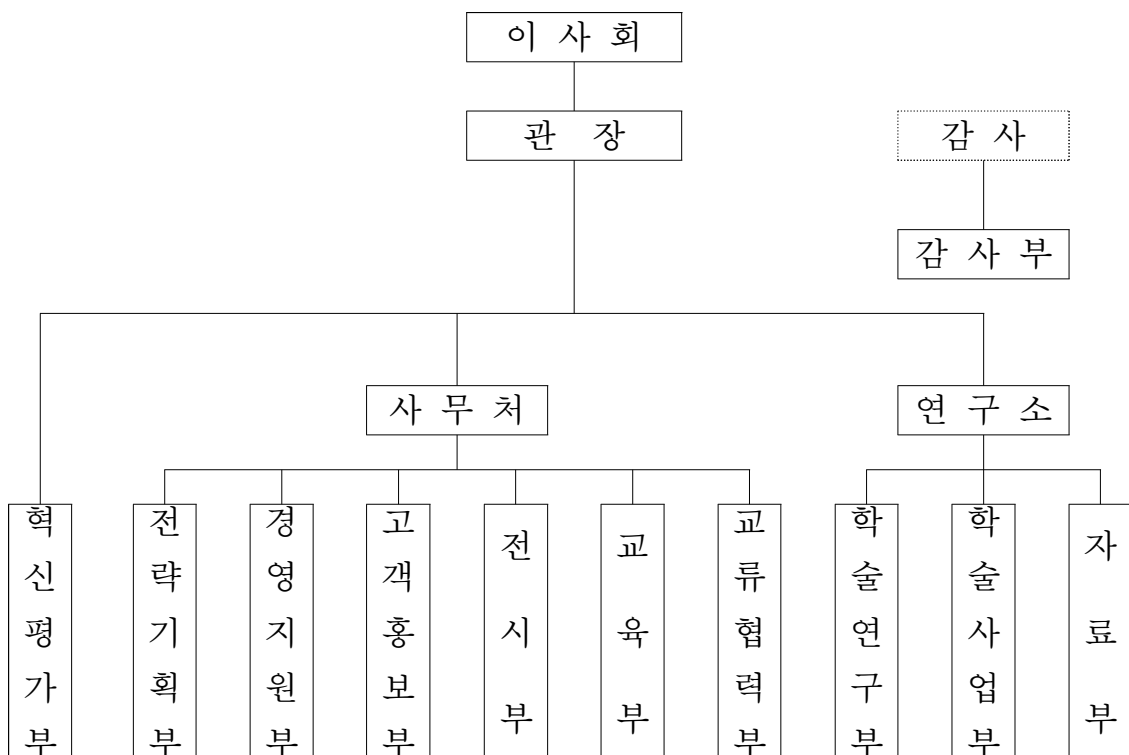 이 사 회
관 장
감 사
감 사 부
사 무 처
연 구 소
혁신평가부
전략기획부
경영지원부
고객홍보부
전시부
교육부
교류협력부
학술연구부
학술사업부
자료부